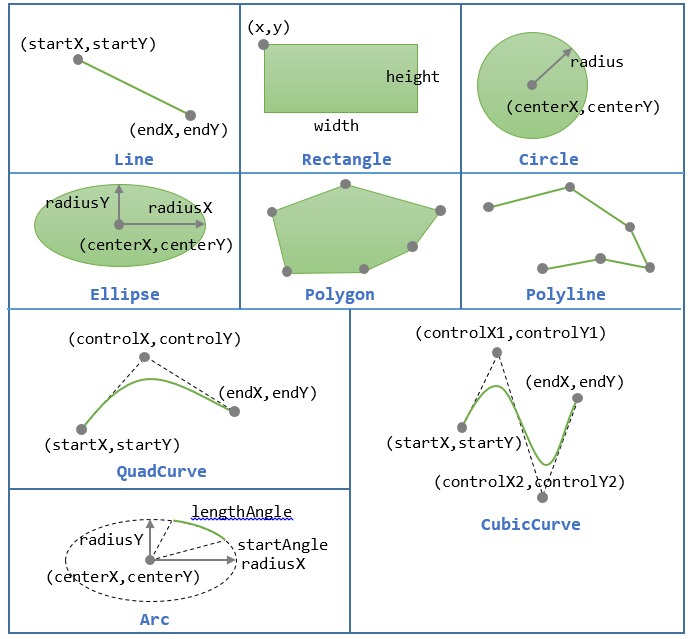 (startX,startY)
(endX,endY)
Line
(x,y)
height
width
Rectangle
radius
(centerX,centerY)
Circle
radiusY
radiusX
(centerX,centerY)
Ellipse
Polygon
Polyline
(controlX,controlY)
(endX,endY)
(startX,startY)
QuadCurve
(controlX1,controlY1)
(endX,endY)
(startX,startY)
(controlX2,controlY2)
CubicCurve
lengthAngle
radiusY
startAngle
radiusX
(centerX,centerY)
Arc